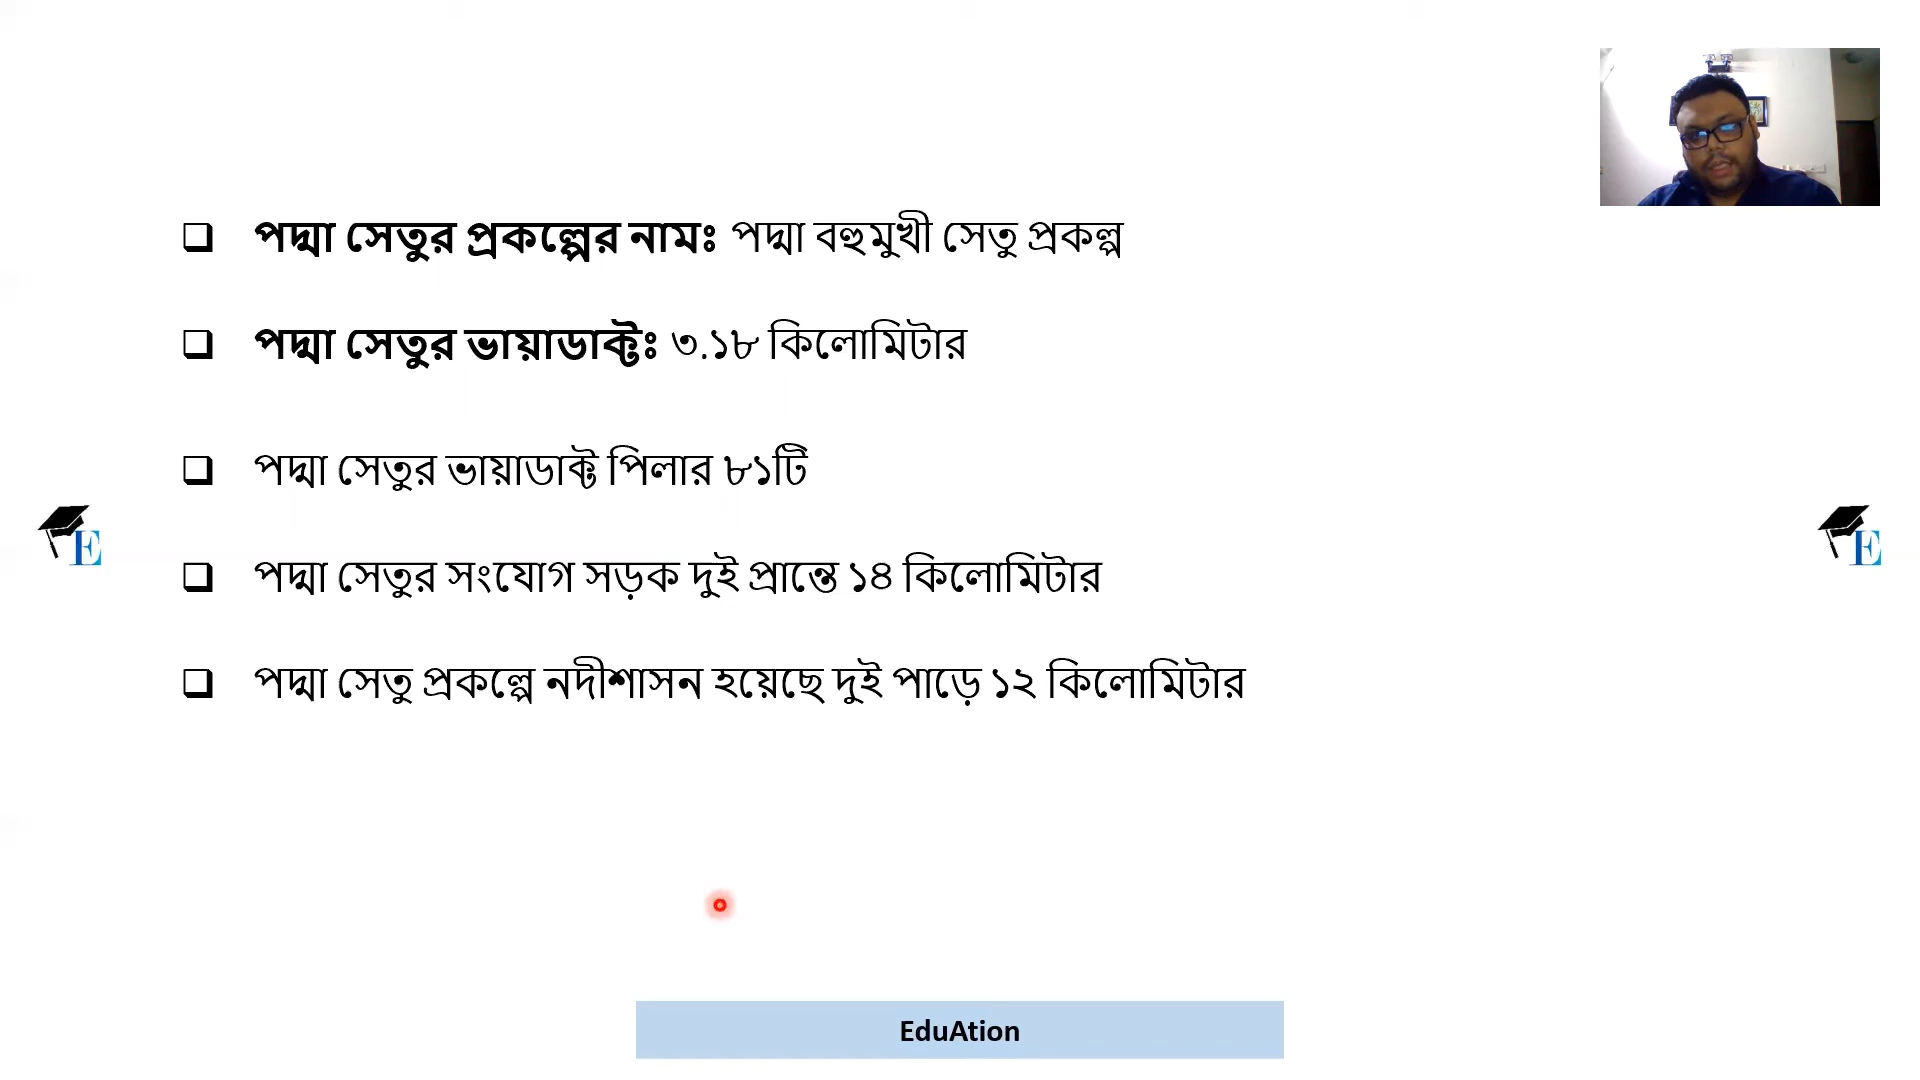 পদ্মা সেতুর প্রকল্পের নামঃ পদ্মা বহুমুখী সেতু প্রকল্প
পদ্মা সেতুর ভায়াডাক্টঃ ৩.১৮ কিলোমিটার
পদ্মা সেতুর ভায়াডাক্ট পিলার ৮১টি
E
E
পদ্মা সেতুর সংযোগ সড়ক দুই প্রান্তে ১৪ কিলোমিটার
পদ্মা সেতু প্রকল্পে নদীশাসন হয়েছে দুই পাড়ে ১২ কিলোমিটার
EduAtion